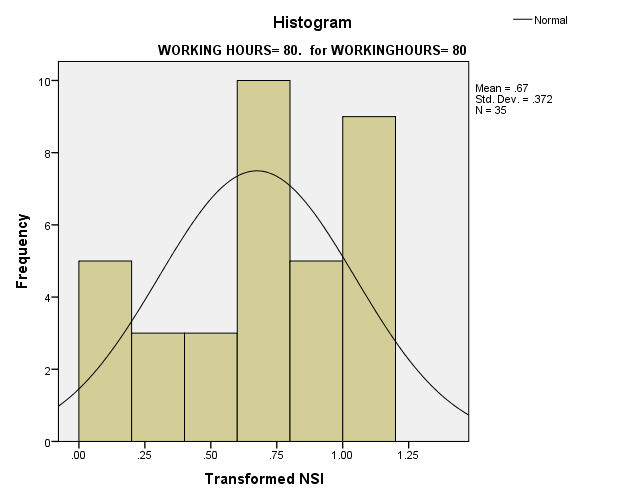 Histogram
Normal
WORKING HOURS= 80.  for WORKINGHOURS= 80
Mean = .67
Std. Dev. = .372
N = 35
10
8
6
4
2
0
Frequency
.00 .25 .50 .75 1.00 1.25
Transformed NSI